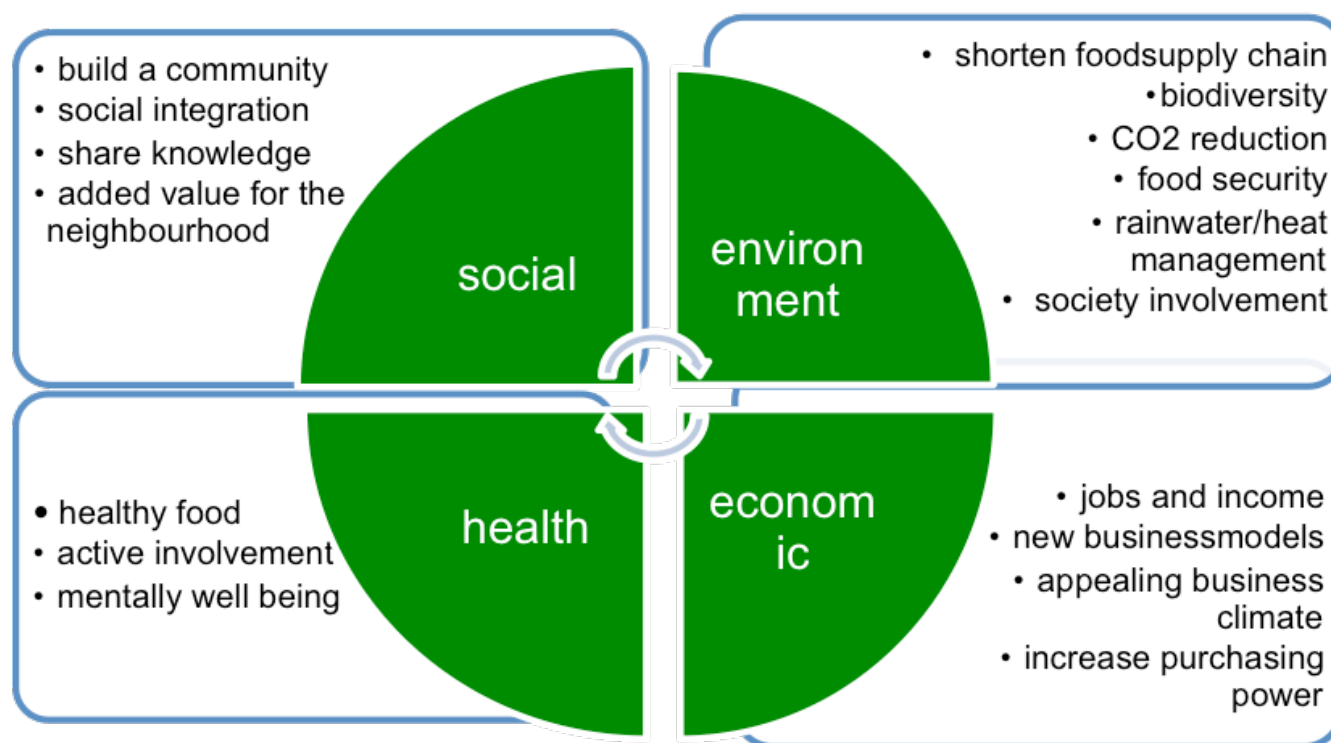 • build a community
• social integration
• share knowledge
• added value for the
neighbourhood
social
• shorten foodsupply chain
•biodiversity
• CO2 reduction
• food security
• rainwater/heat
management
• society involvement
environ
ment
• healthy food
• active involvement
• mentally well being
health
econom
ic
• jobs and income
• new businessmodels
• appealing business
climate
• increase purchasing
power